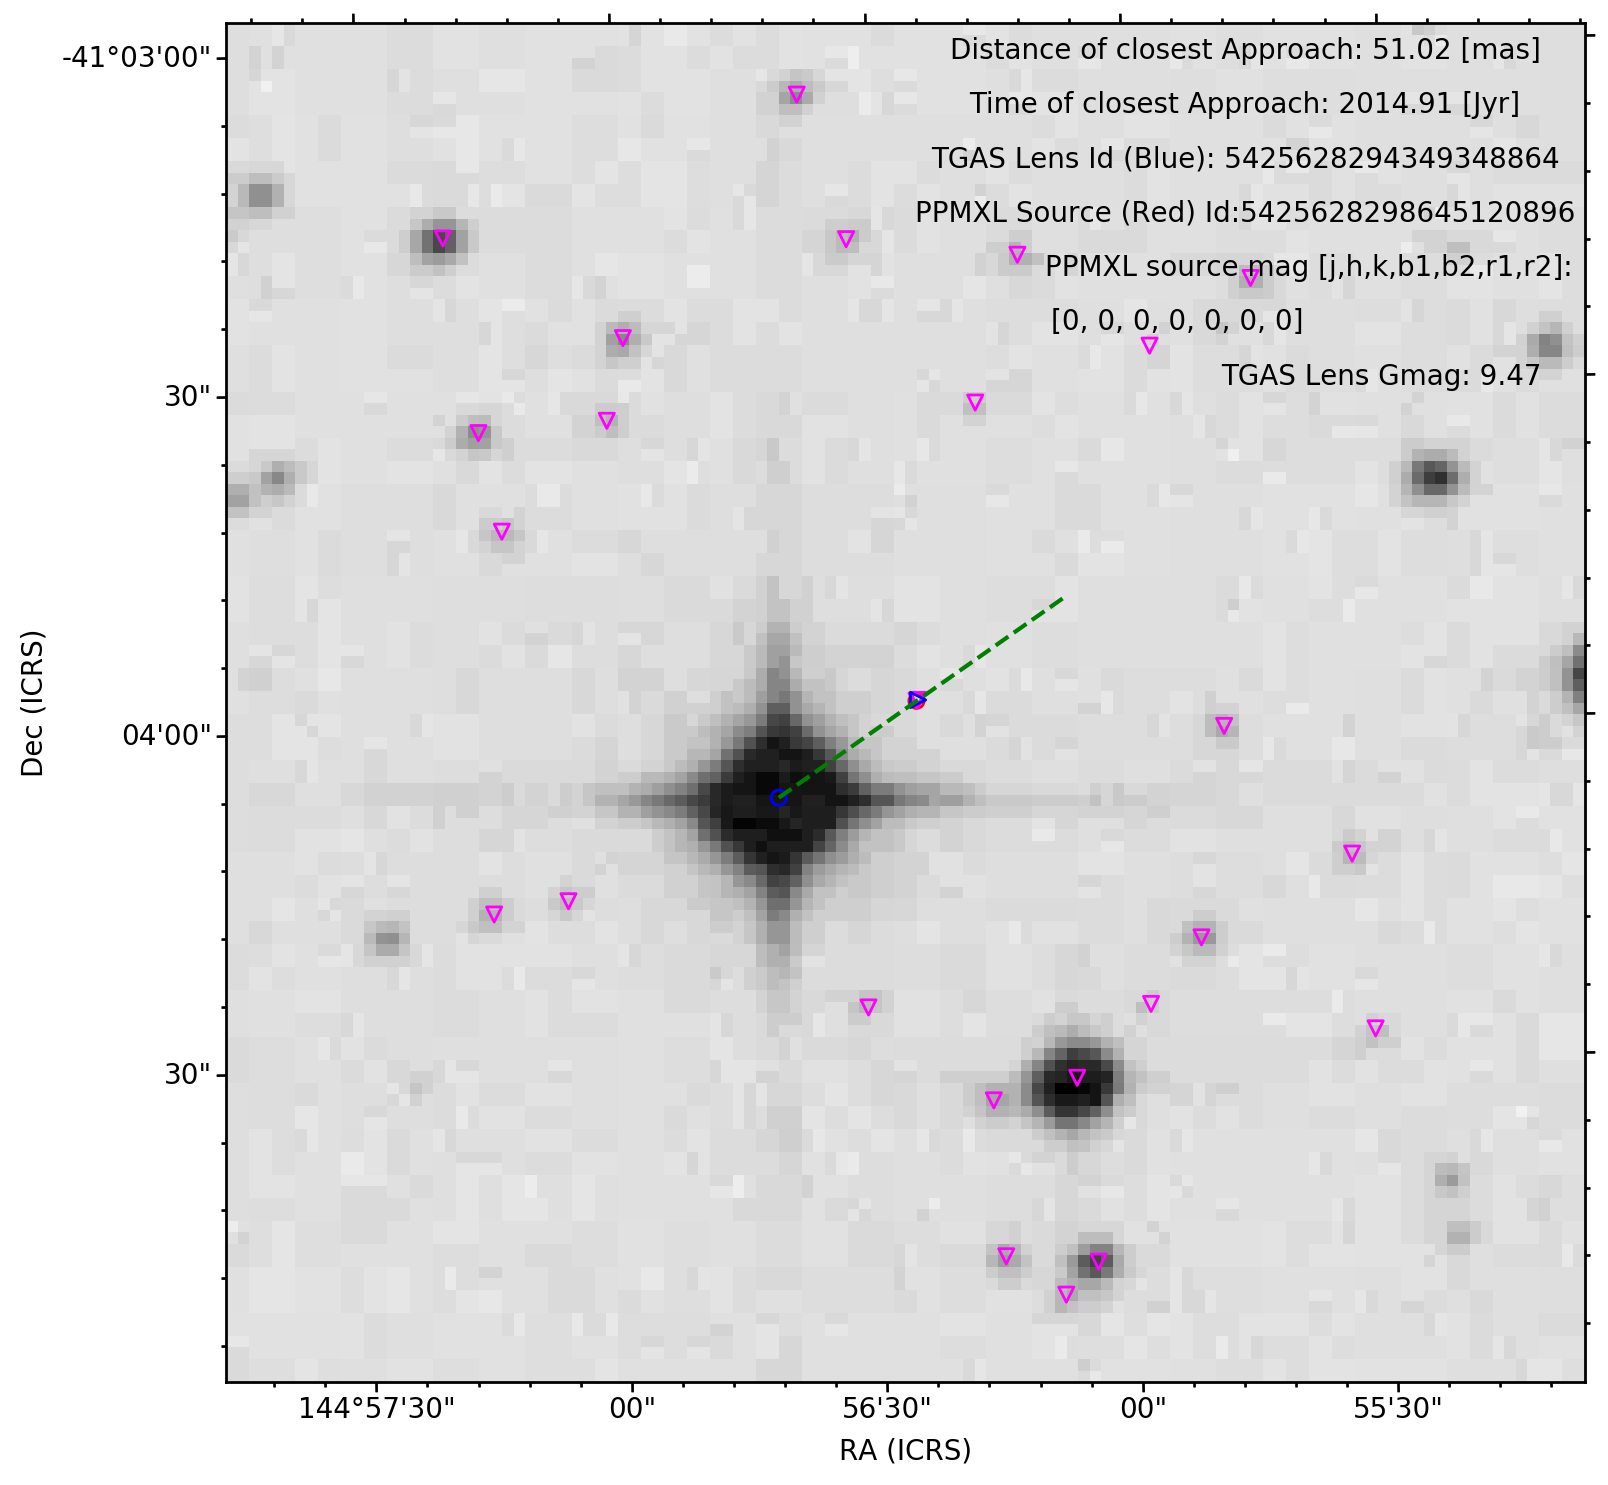 -41°03'00"
Distance of closest Approach: 51.02 [mas]
Time of closest Approach: 2014.91 [Jyr]
TGAS Lens Id (Blue): 5425628294349348864
PPMXL Source (Red) Id:5425628298645120896
PPMXL source mag [j,h,k,b1,b2,r1,r2]:
[0, 0, 0, 0, 0, 0, 0]
TGAS Lens Gmag: 9.47
30"
Dec (ICRS)
04'00"
30"
144°57'30" 00" 56'30" 00" 55'30"
RA (ICRS)